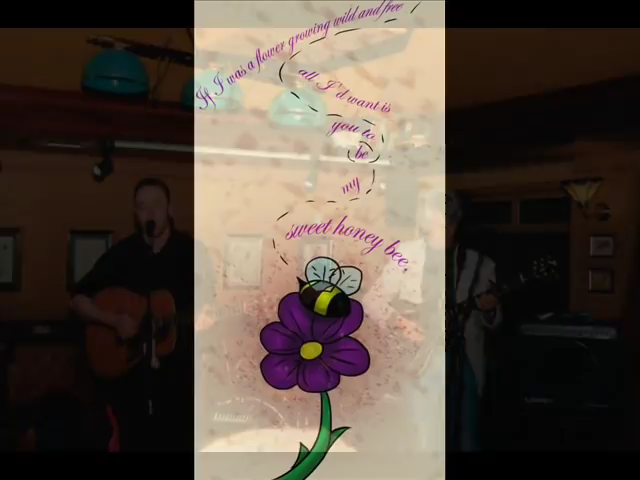 If I was a flower growing wild and free
all I'd want is
you to
be
my
sweet honey bee.